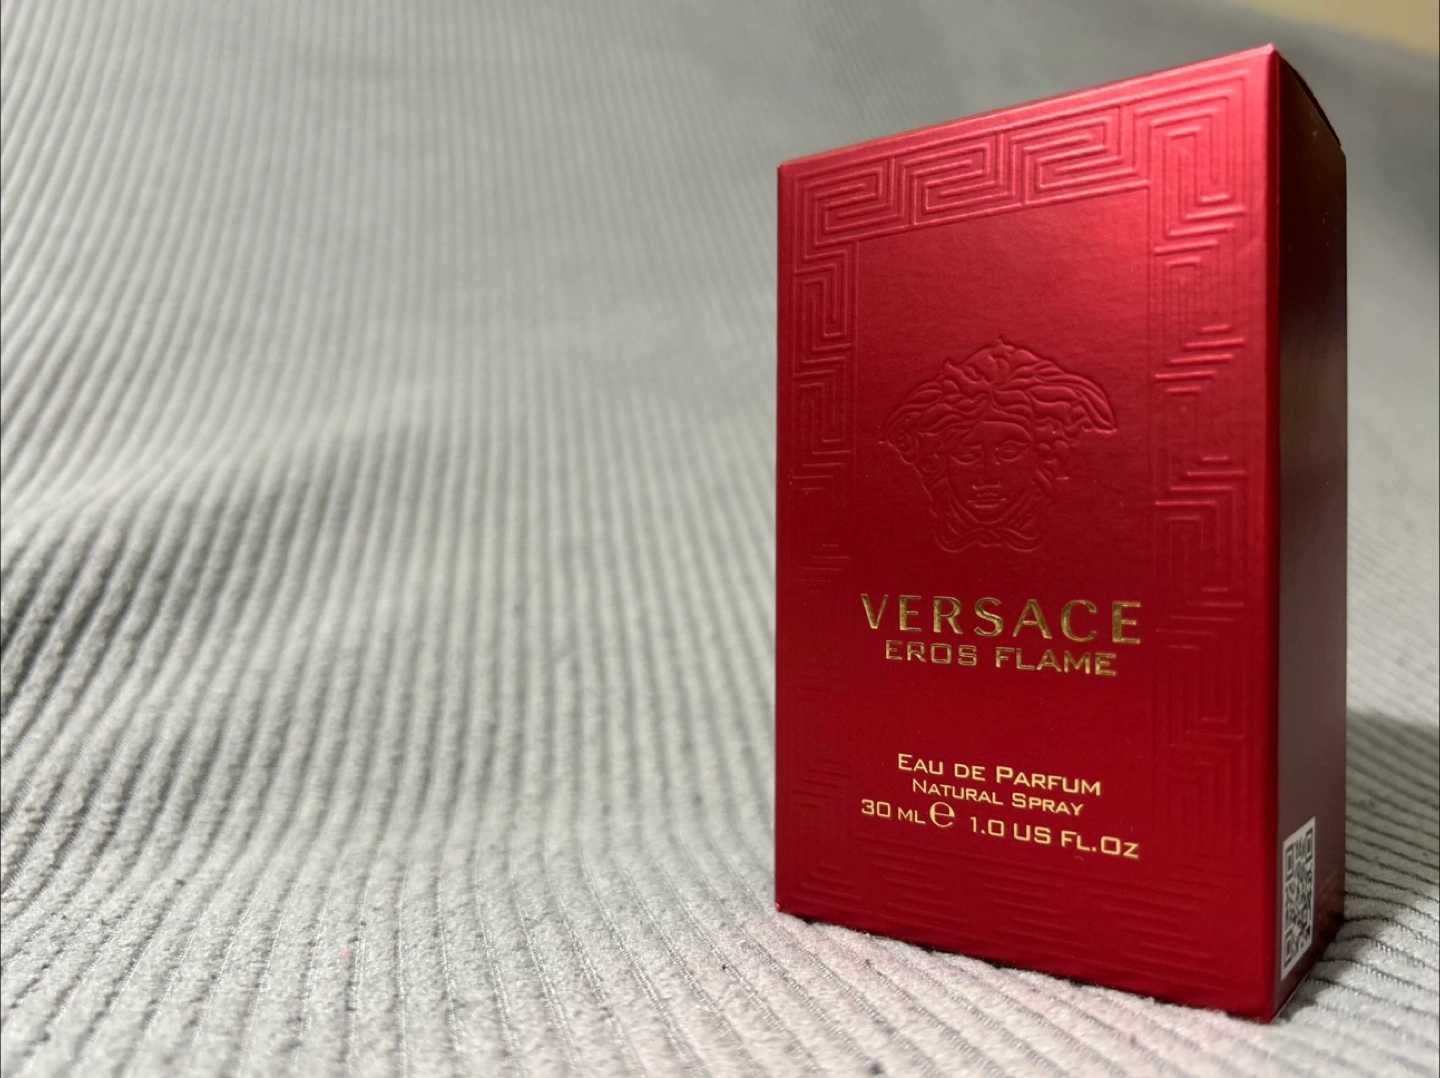 VERSACE
EROS FLAME
EAU DE PARFUM
NATURAL SPRAY
30 ML ℮ 1.0 US FL.OZ